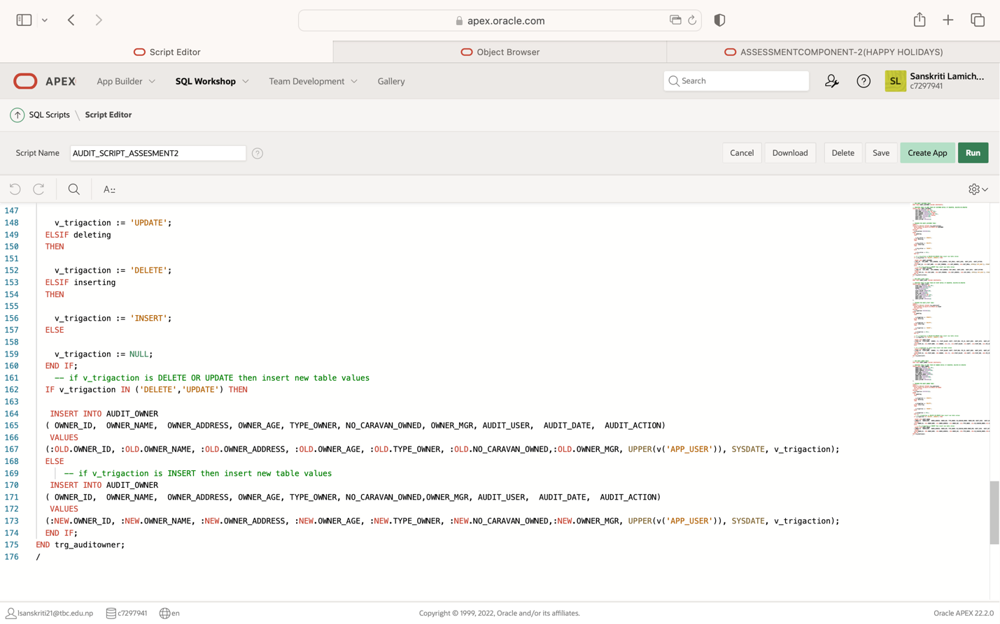 apex.oracle.com
Script Editor
Object Browser
ASSESSMENTCOMPONENT-2(HAPPY HOLIDAYS)
APEX
App Builder
SQL Workshop
Team Development
Gallery
Search
SL
Sanskriti Lamich...
c7297941
SQL Scripts
Script Editor
Script Name
AUDIT_SCRIPT_ASSESMENT2
Cancel
Download
Delete
Save
Create App
Run
147
148 v_trigaction := 'UPDATE';
149 ELSIF deleting
150 THEN
151
152 v_trigaction := 'DELETE';
153 ELSIF inserting
154 THEN
155
156 v_trigaction := 'INSERT';
157 ELSE
158
159 v_trigaction := NULL;
160 END IF;
161 -- if v_trigaction is DELETE OR UPDATE then insert new table values
162 IF v_trigaction IN ('DELETE','UPDATE') THEN
163
164 INSERT INTO AUDIT_OWNER
165 ( OWNER_ID, OWNER_NAME, OWNER_ADDRESS, OWNER_AGE, TYPE_OWNER, NO_CARAVAN_OWNED, OWNER_MGR, AUDIT_USER, AUDIT_DATE, AUDIT_ACTION)
166 VALUES
167 (:OLD.OWNER_ID, :OLD.OWNER_NAME, :OLD.OWNER_ADDRESS, :OLD.OWNER_AGE, :OLD.TYPE_OWNER, :OLD.NO_CARAVAN_OWNED,:OLD.OWNER_MGR, UPPER(v('APP_USER')), SYSDATE, v_trigaction);
168 ELSE
169 -- if v_trigaction is INSERT then insert new table values
170 INSERT INTO AUDIT_OWNER
171 ( OWNER_ID, OWNER_NAME, OWNER_ADDRESS, OWNER_AGE, TYPE_OWNER, NO_CARAVAN_OWNED,OWNER_MGR, AUDIT_USER, AUDIT_DATE, AUDIT_ACTION)
172 VALUES
173 (:NEW.OWNER_ID, :NEW.OWNER_NAME, :NEW.OWNER_ADDRESS, :NEW.OWNER_AGE, :NEW.TYPE_OWNER, :NEW.NO_CARAVAN_OWNED,:NEW.OWNER_MGR, UPPER(v('APP_USER')), SYSDATE, v_trigaction);
174 END IF;
175 END trg_auditowner;
176 /
lsanskriti21@tbc.edu.np
c7297941
en
Copyright © 1999, 2022, Oracle and/or its affiliates.
Oracle APEX 22.2.0